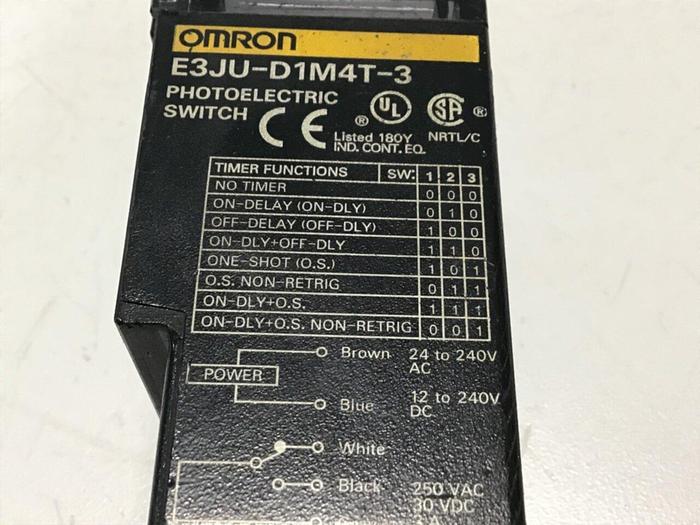 OMRON
E3JU-D1M4T-3
PHOTOELECTRIC
SWITCH
CE
®
UL
Listed 180Y
IND. CONT. EQ.
SA
®
NRTL/C
TIMER FUNCTIONS SW: 1 2 3
NO TIMER 0 0 0
ON-DELAY (ON-DLY) 0 1 0
OFF-DELAY (OFF-DLY) 1 0 0
ON-DLY+OFF-DLY 1 1 0
ONE-SHOT (O.S.) 1 0 1
O.S. NON-RETRIG 0 1 1
ON-DLY+O.S. 1 1 1
ON-DLY+O.S. NON-RETRIG 0 0 1
POWER
Brown 24 to 240V
AC
Blue 12 to 240V
DC
White
Black 250 VAC
30 VDC